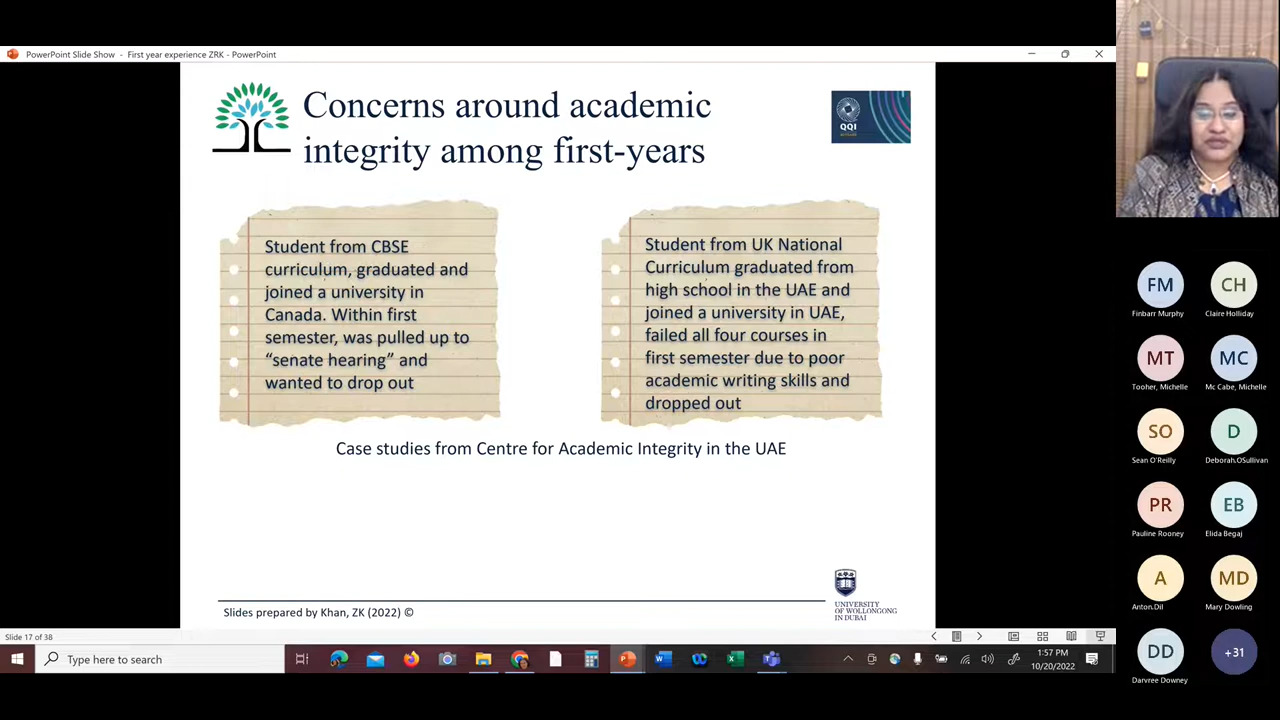 PowerPoint Slide Show - First year experience ZRK - PowerPoint
Concerns around academic
integrity among first-years
QQI
Student from CBSE
curriculum, graduated and
joined a university in
Canada. Within first
semester, was pulled up to
“senate hearing” and
wanted to drop out
Student from UK National
Curriculum graduated from
high school in the UAE and
joined a university in UAE,
failed all four courses in
first semester due to poor
academic writing skills and
dropped out
Case studies from Centre for Academic Integrity in the UAE
Slides prepared by Khan, ZK (2022) ©
UNIVERSITY
OF WOLLONGONG
IN DUBAI
Slide 17 of 38
Type here to search
1:57 PM
10/20/2022
FM
Finbarr Murphy
CH
Claire Holliday
MT
Tooher, Michelle
MC
Mc Cabe, Michelle
SO
Sean O'Reilly
D
Deborah.OSullivan
PR
Pauline Rooney
EB
Elida Begaj
A
Anton.Dil
MD
Mary Dowling
DD
Darvree Downey
+31